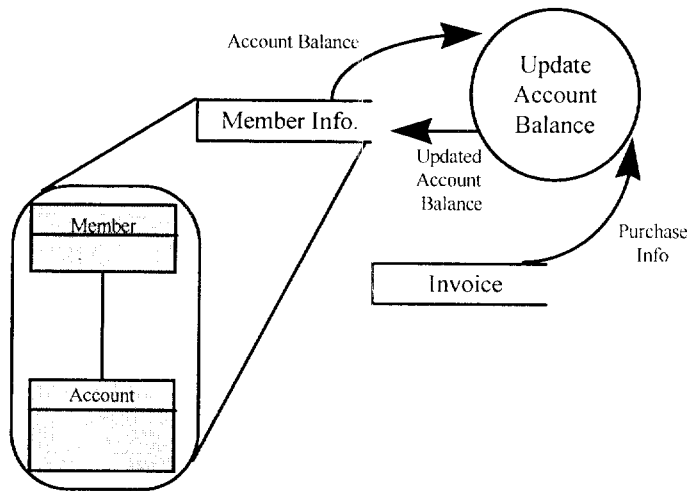 Account Balance
Update
Account
Balance
Member Info.
Updated
Account
Balance
Purchase
Info
Invoice
Member
Account